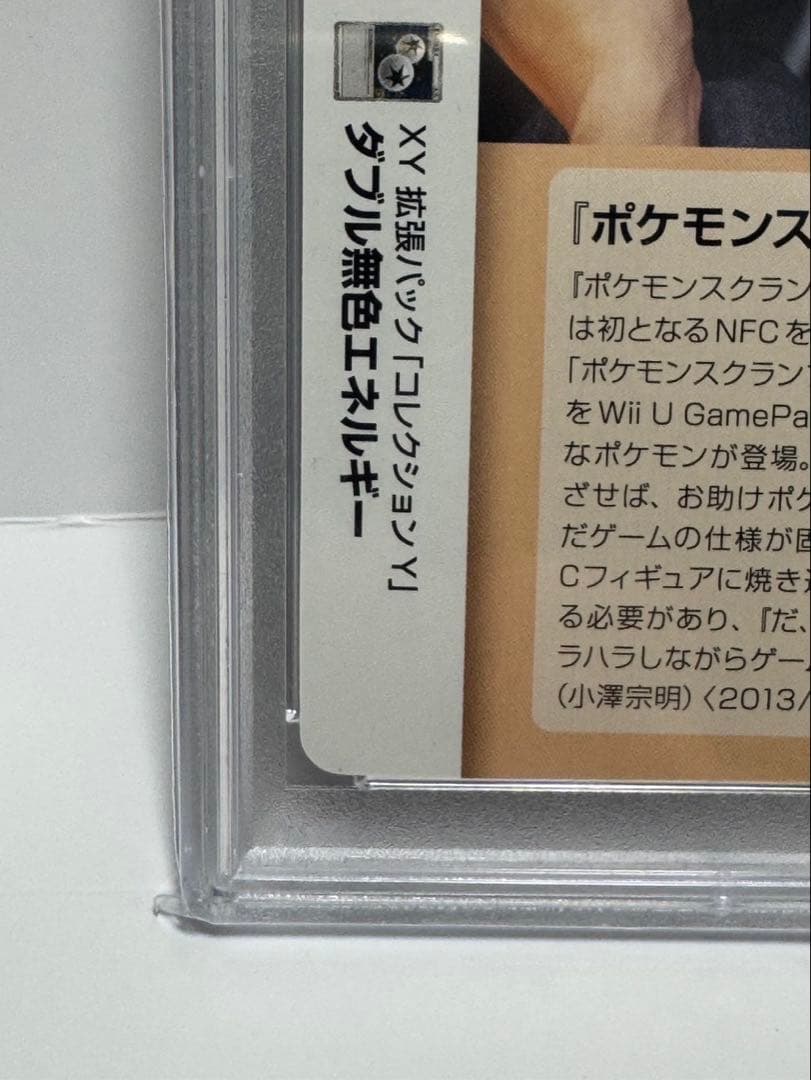 XY 拡張パック「コレクションY」
ダブル無色エネルギー
『ポケモンス
『ポケモンスクラン
は初となるNFCを
「ポケモンスクラン
をWii U GamePa
なポケモンが登場。
ざせば、お助けポケ
だゲームの仕様が固
Cフィギュアに焼き込
る必要があり、『だ、
ラハラしながらゲーム
(小澤宗明)〈2013/